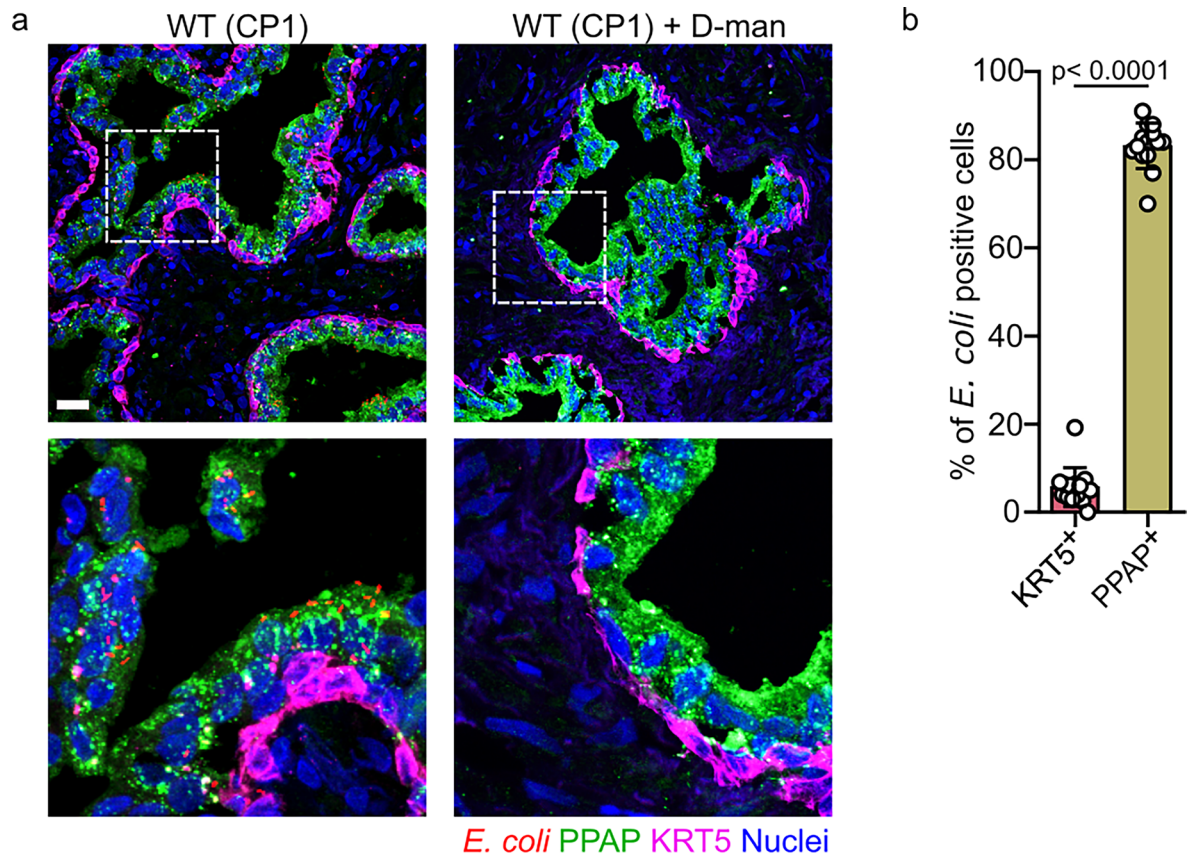 a
WT (CP1)
WT (CP1) + D-man
E. coli PPAP KRT5 Nuclei
b
% of E. coli positive cells
100
80
60
40
20
0
p< 0.0001
KRT5+
PPAP+